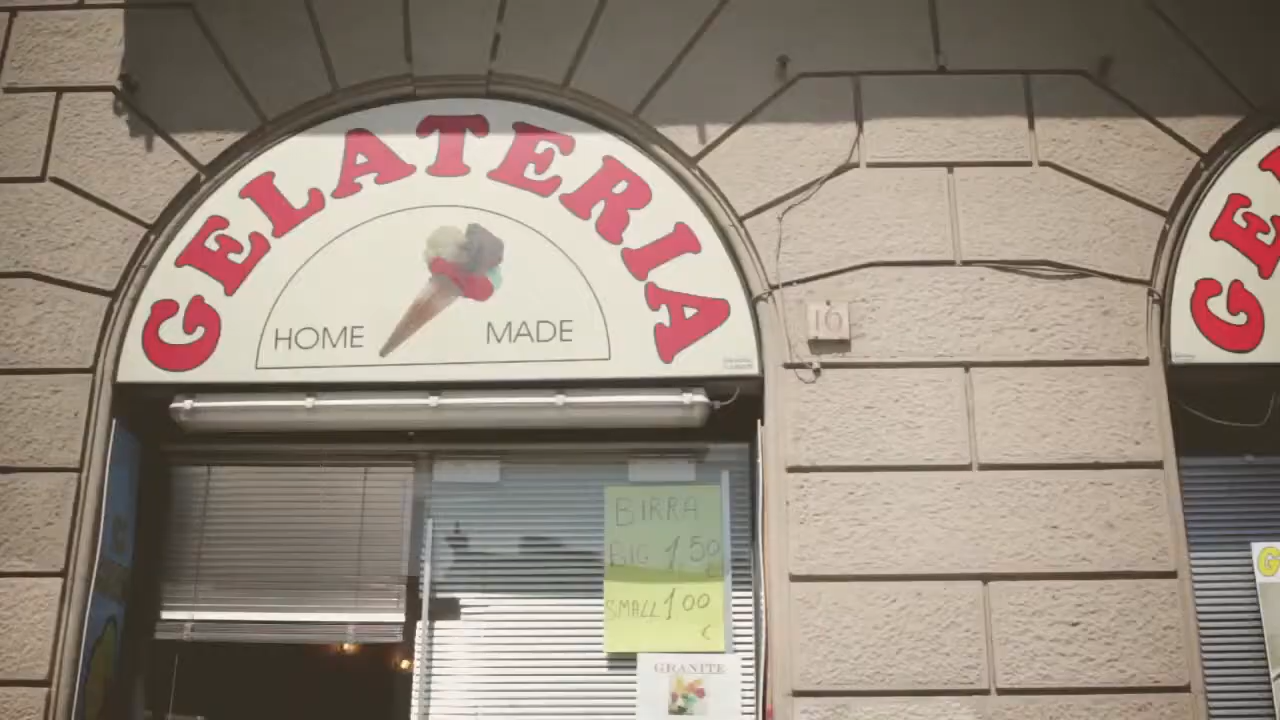 GELATERIA
HOME MADE
16
BIRRA
BIG 1 50
SMALL 1 00
€
GRANITE
GE
G